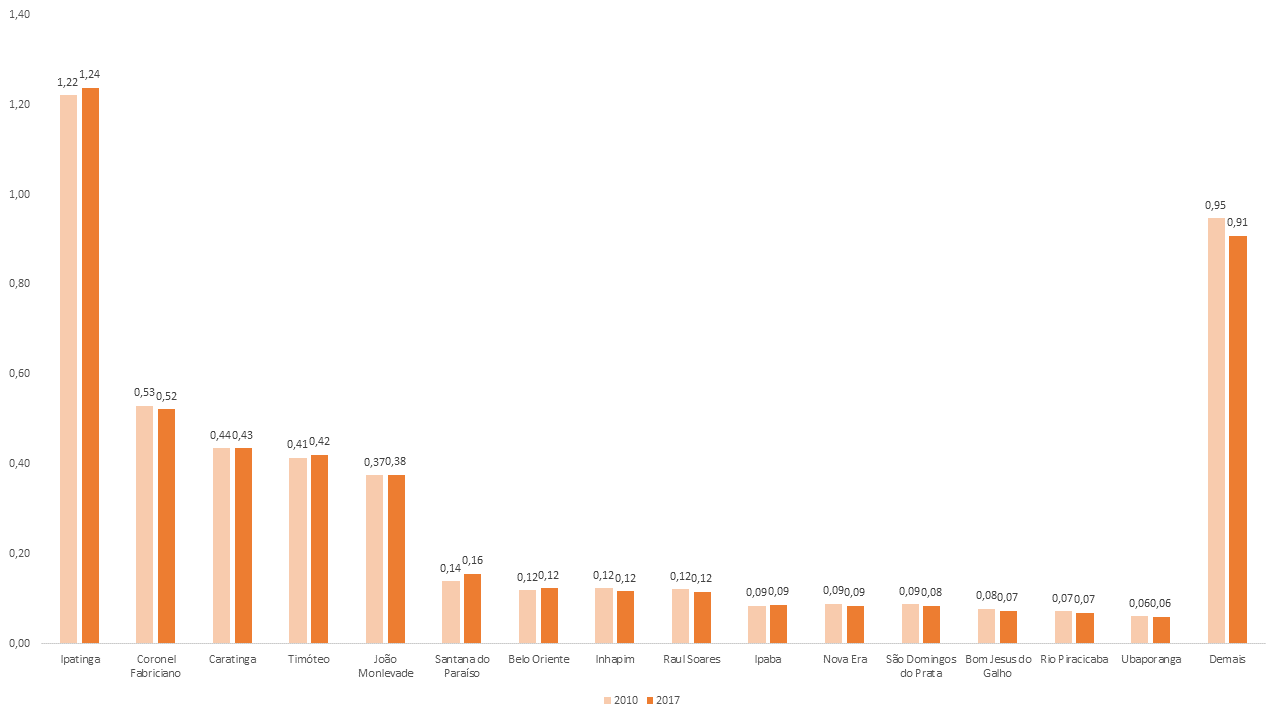 1,40
1,20
1,00
0,80
0,60
0,40
0,20
0,00
1,22 1,24
0,53 0,52
0,44 0,43
0,41 0,42
0,37 0,38
0,14 0,16
0,12 0,12
0,12 0,12
0,12 0,12
0,09 0,09
0,09 0,09
0,09 0,08
0,08 0,07
0,07 0,07
0,06 0,06
0,95 0,91
Ipatinga
Coronel
Fabriciano
Caratinga
Timóteo
João
Monlevade
Santana do
Paraíso
Belo Oriente
Inhapim
Raul Soares
Ipaba
Nova Era
São Domingos
do Prata
Bom Jesus do
Galho
Rio Piracicaba
Ubaporanga
Demais
2010 2017